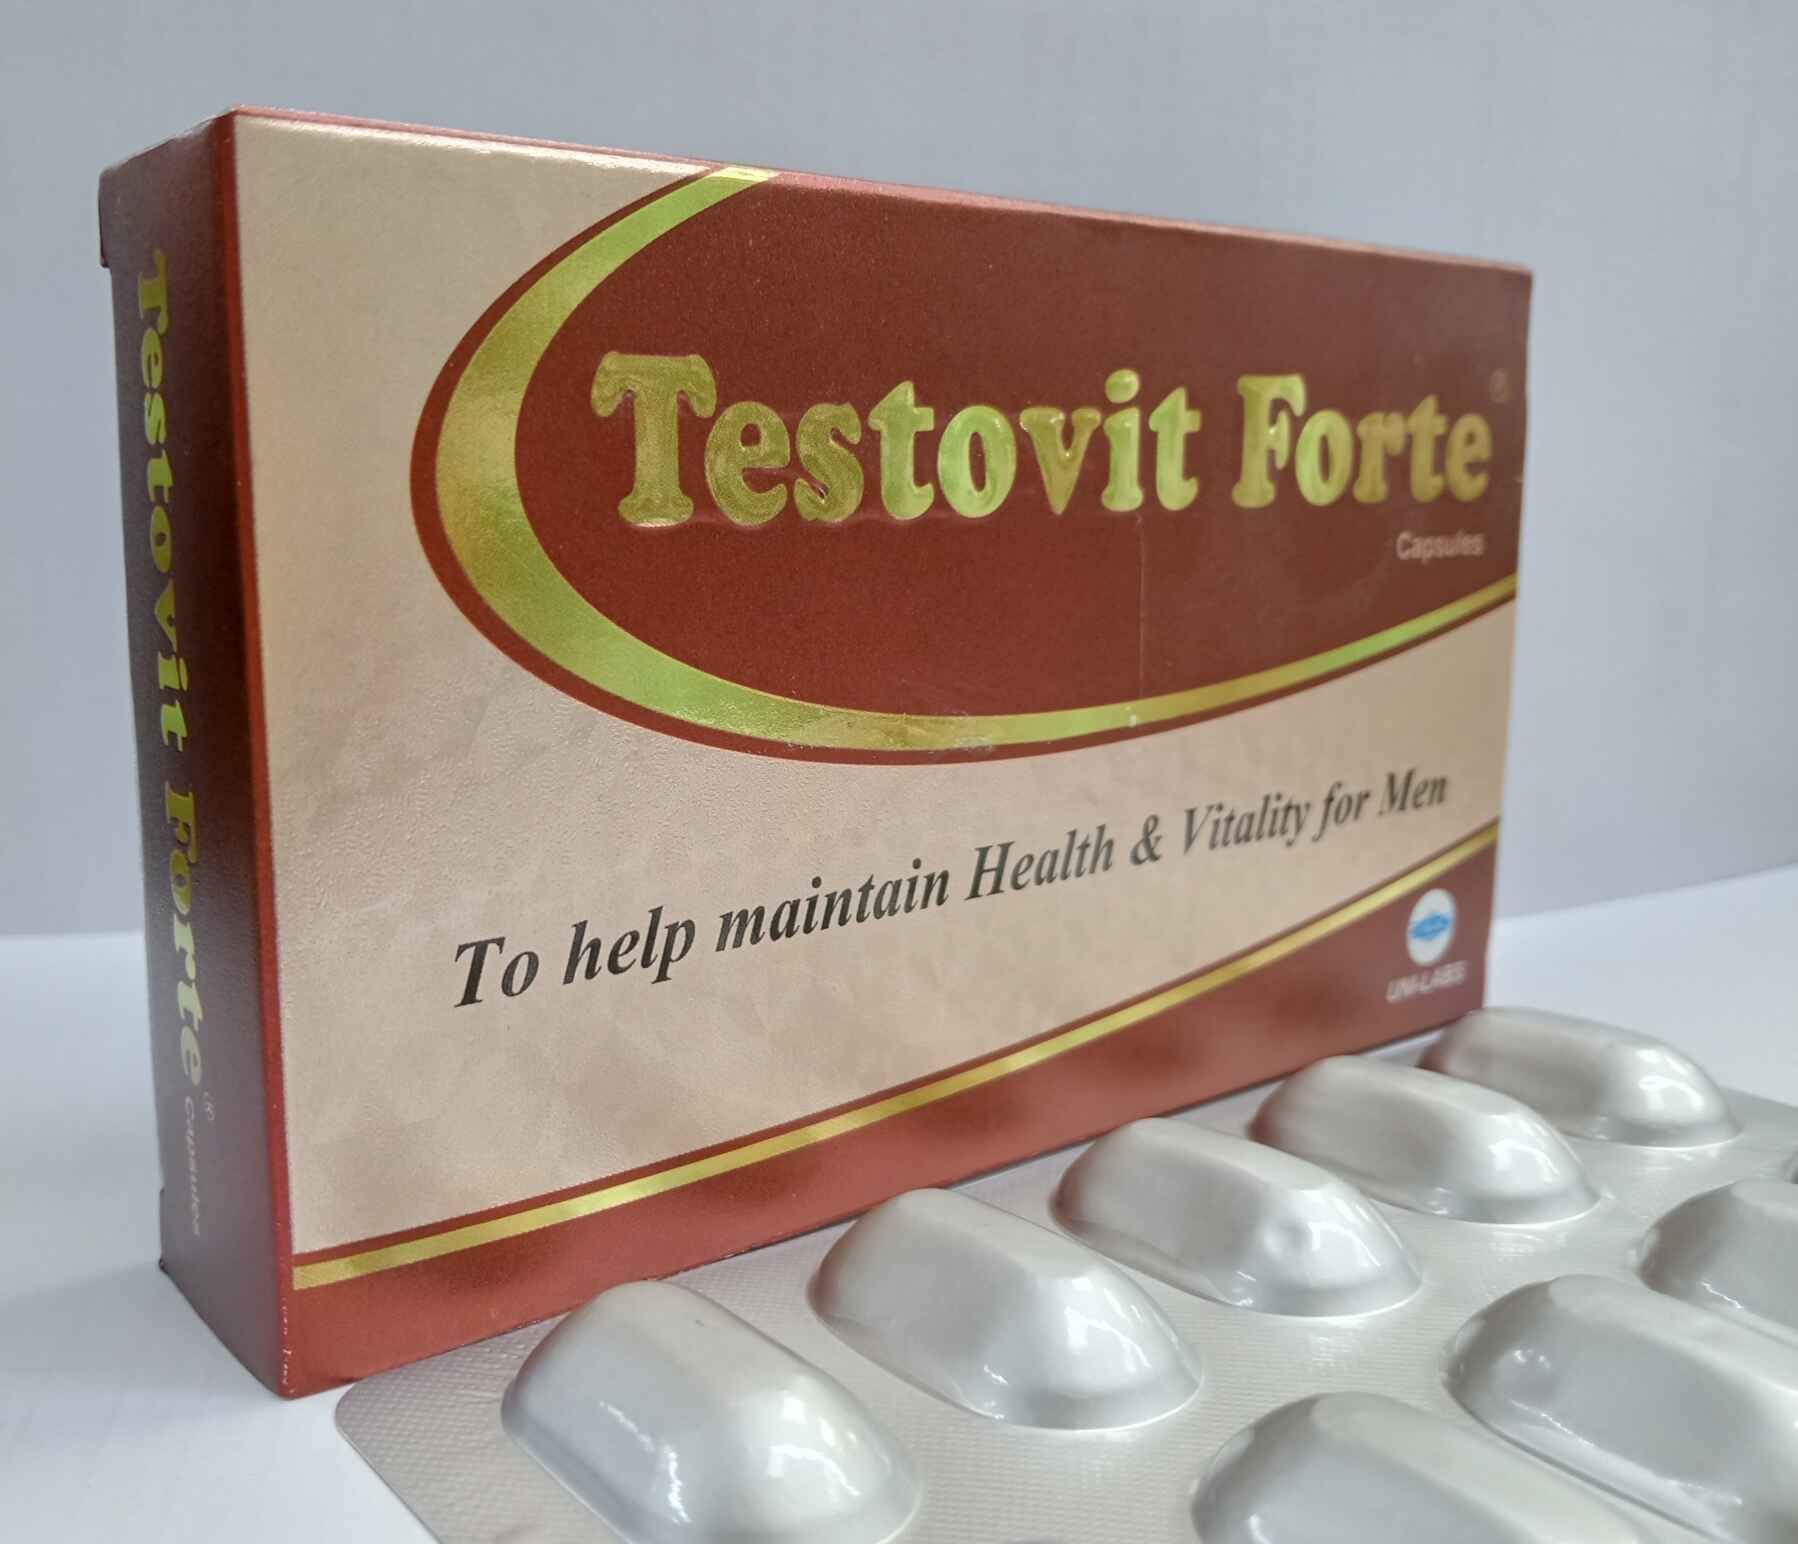 Testovit Forte
Capsules
To help maintain Health & Vitality for Men
UNI-LABS
Testovit Forte® Capsules